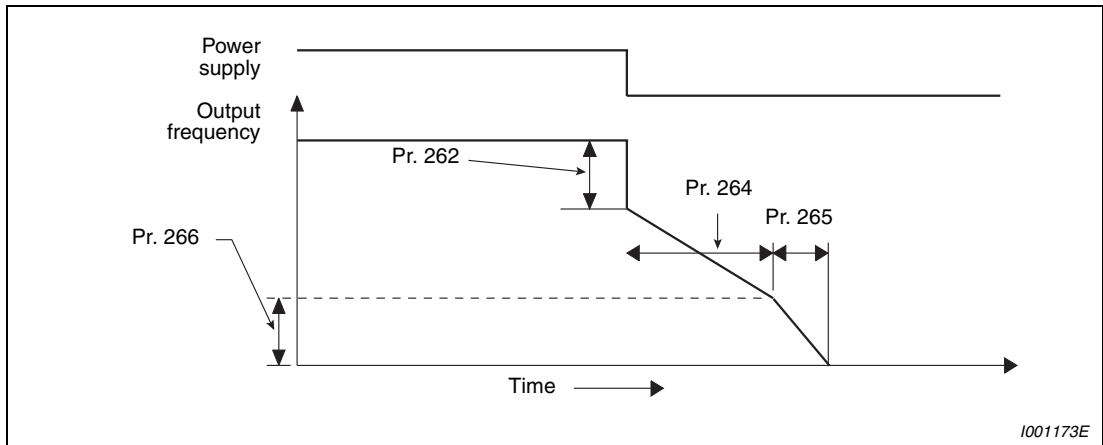 Power
supply
Output
frequency
Pr. 262
Pr. 264
Pr. 265
Pr. 266
Time
I001173E